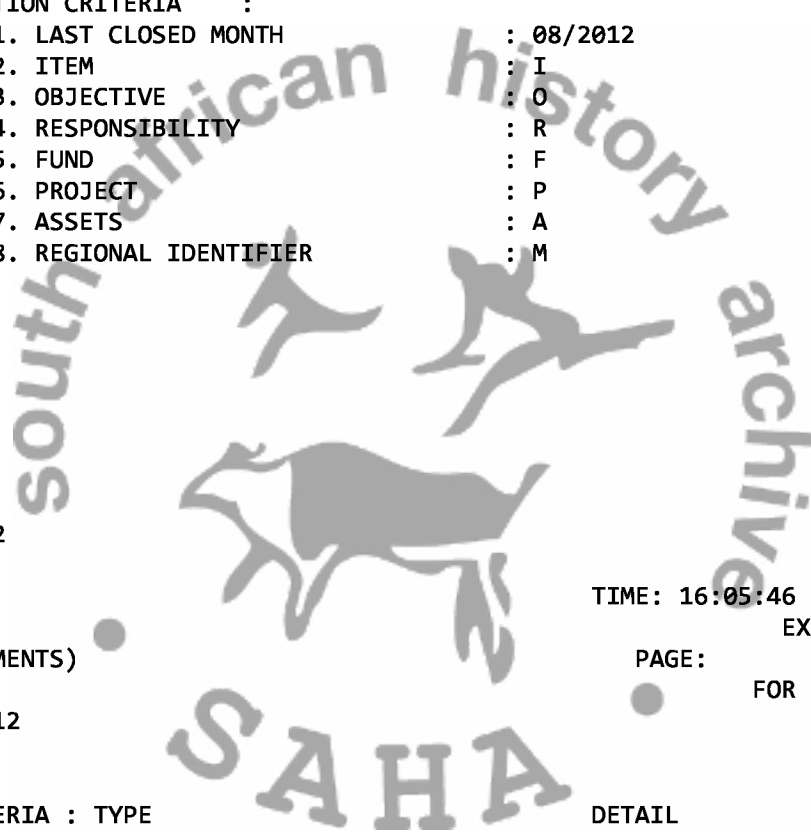 TION CRITERIA :
1. LAST CLOSED MONTH : 08/2012
2. ITEM : I
3. OBJECTIVE : O
4. RESPONSIBILITY : R
5. FUND : F
6. PROJECT : P
7. ASSETS : A
8. REGIONAL IDENTIFIER : M
south african history archive
2
TIME: 16:05:46
EX
MENTS) PAGE:
FOR
12
SAHA
ERIA : TYPE DETAIL